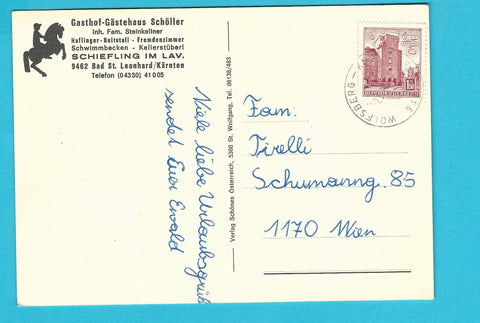 Gasthof-Gästehaus Schöller
Inh. Fam. Steinkellner
Haflinger-Reitstall - Fremdenzimmer
Schwimmbecken - Kellerstüberl
SCHIEFLING IM LAV.
9462 Bad St. Leonhard/Kärnten
Telefon (04350) 41005
Viele liebe Urlaubsgrüße
sendet Euer Ewald
Verlag Schönes Österreich, 5360 St. Wolfgang, Tel. 06138/483
WOLFSBERG
REPUBLIK ÖSTERREICH
Fam:
Tirelli
Schumanng. 85
1170 Wien